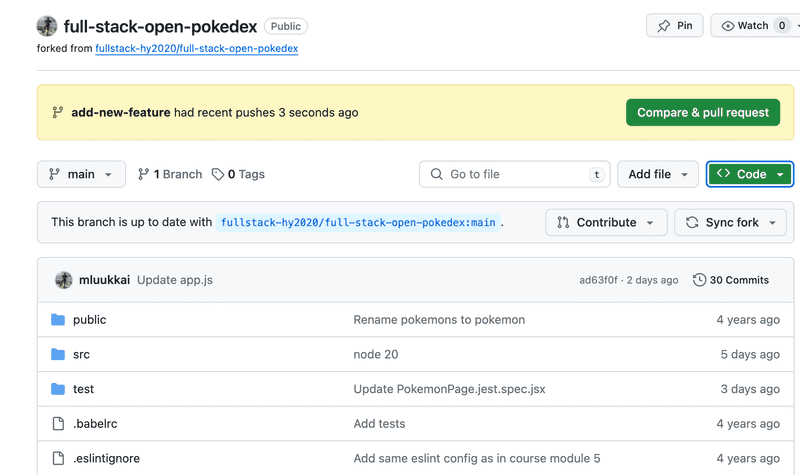 full-stack-open-pokedex Public Pin Watch 0
forked from fullstack-hy2020/full-stack-open-pokedex
add-new-feature had recent pushes 3 seconds ago Compare & pull request
main 1 Branch 0 Tags Go to file t Add file <> Code
This branch is up to date with fullstack-hy2020/full-stack-open-pokedex:main . Contribute Sync fork
mluukkai Update app.js ad63f0f · 2 days ago 30 Commits
public Rename pokemons to pokemon 4 years ago
src node 20 5 days ago
test Update PokemonPage.jest.spec.jsx 3 days ago
.babelrc Add tests 4 years ago
.eslintignore Add same eslint config as in course module 5 4 years ago